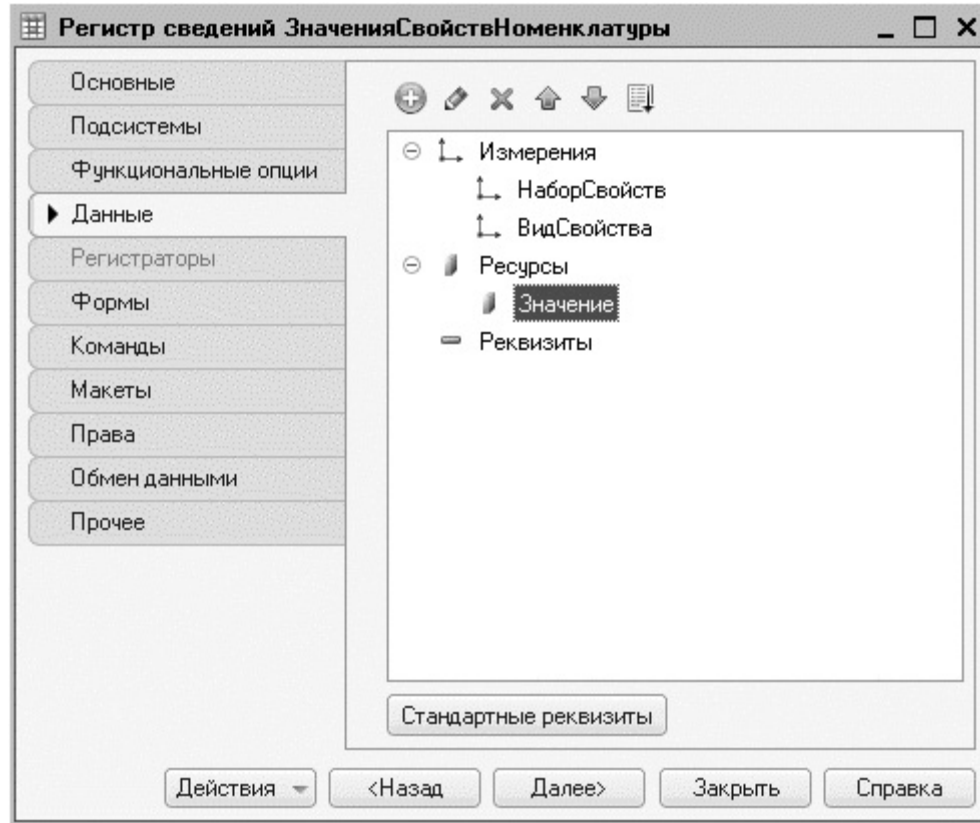 Регистр сведений ЗначенияСвойствНоменклатуры
Основные
Подсистемы
Функциональные опции
Данные
Регистраторы
Формы
Команды
Макеты
Права
Обмен данными
Прочее
Измерения
НаборСвойств
ВидСвойства
Ресурсы
Значение
Реквизиты
Стандартные реквизиты
Действия
<Назад
Далее>
Закрыть
Справка